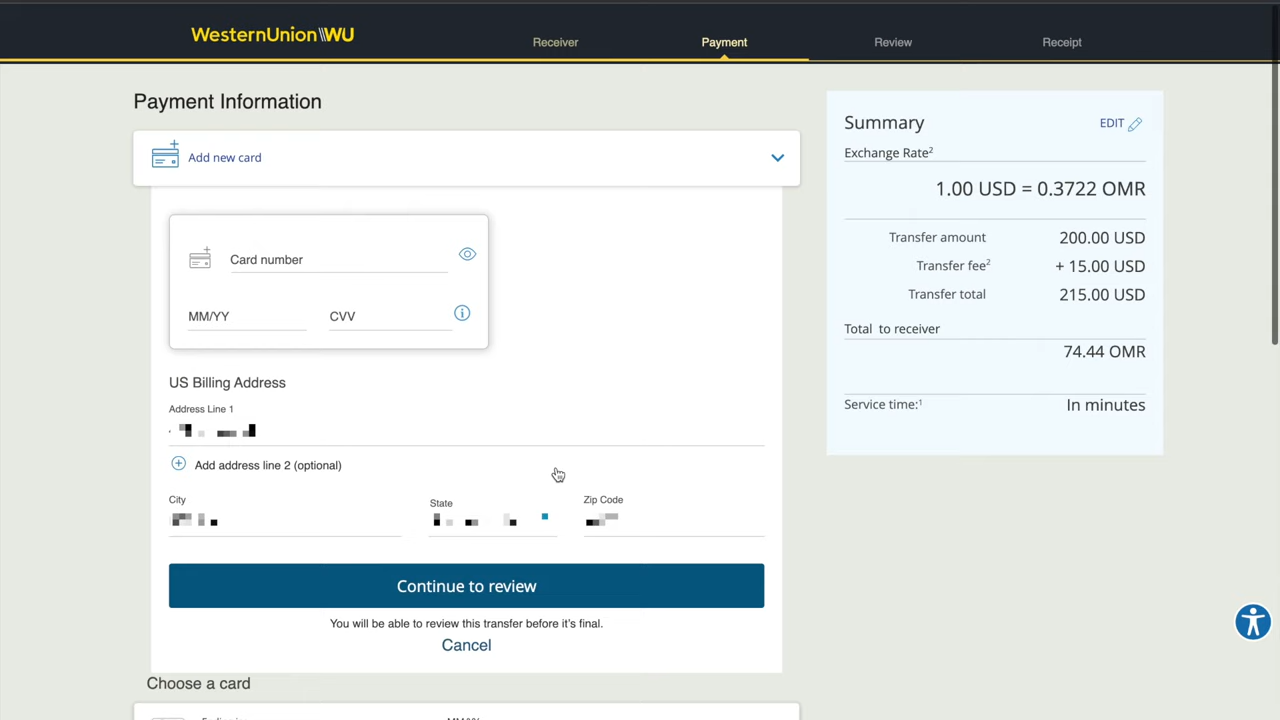 WesternUnion WU
Receiver
Payment
Review
Receipt
Payment Information
Add new card
Card number
MM/YY
CVV
US Billing Address
Address Line 1
Add address line 2 (optional)
City
State
Zip Code
Continue to review
You will be able to review this transfer before it's final.
Cancel
Choose a card
Summary
EDIT
Exchange Rate2
1.00 USD = 0.3722 OMR
Transfer amount 200.00 USD
Transfer fee2 + 15.00 USD
Transfer total 215.00 USD
Total to receiver
74.44 OMR
Service time:1 In minutes